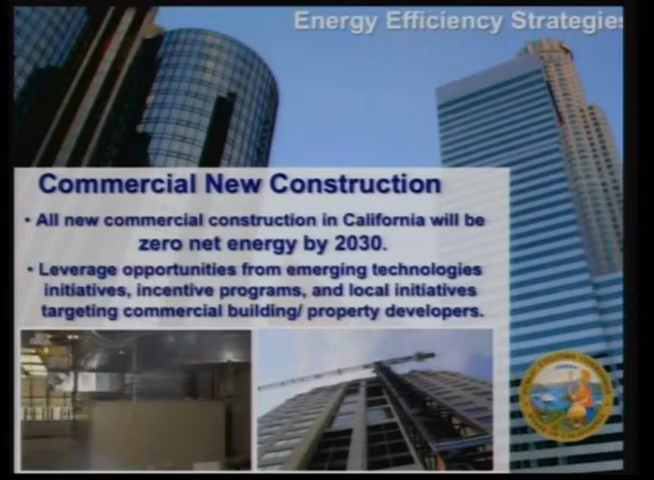 Energy Efficiency Strategies
Commercial New Construction
• All new commercial construction in California will be
zero net energy by 2030.
• Leverage opportunities from emerging technologies
initiatives, incentive programs, and local initiatives
targeting commercial building/ property developers.